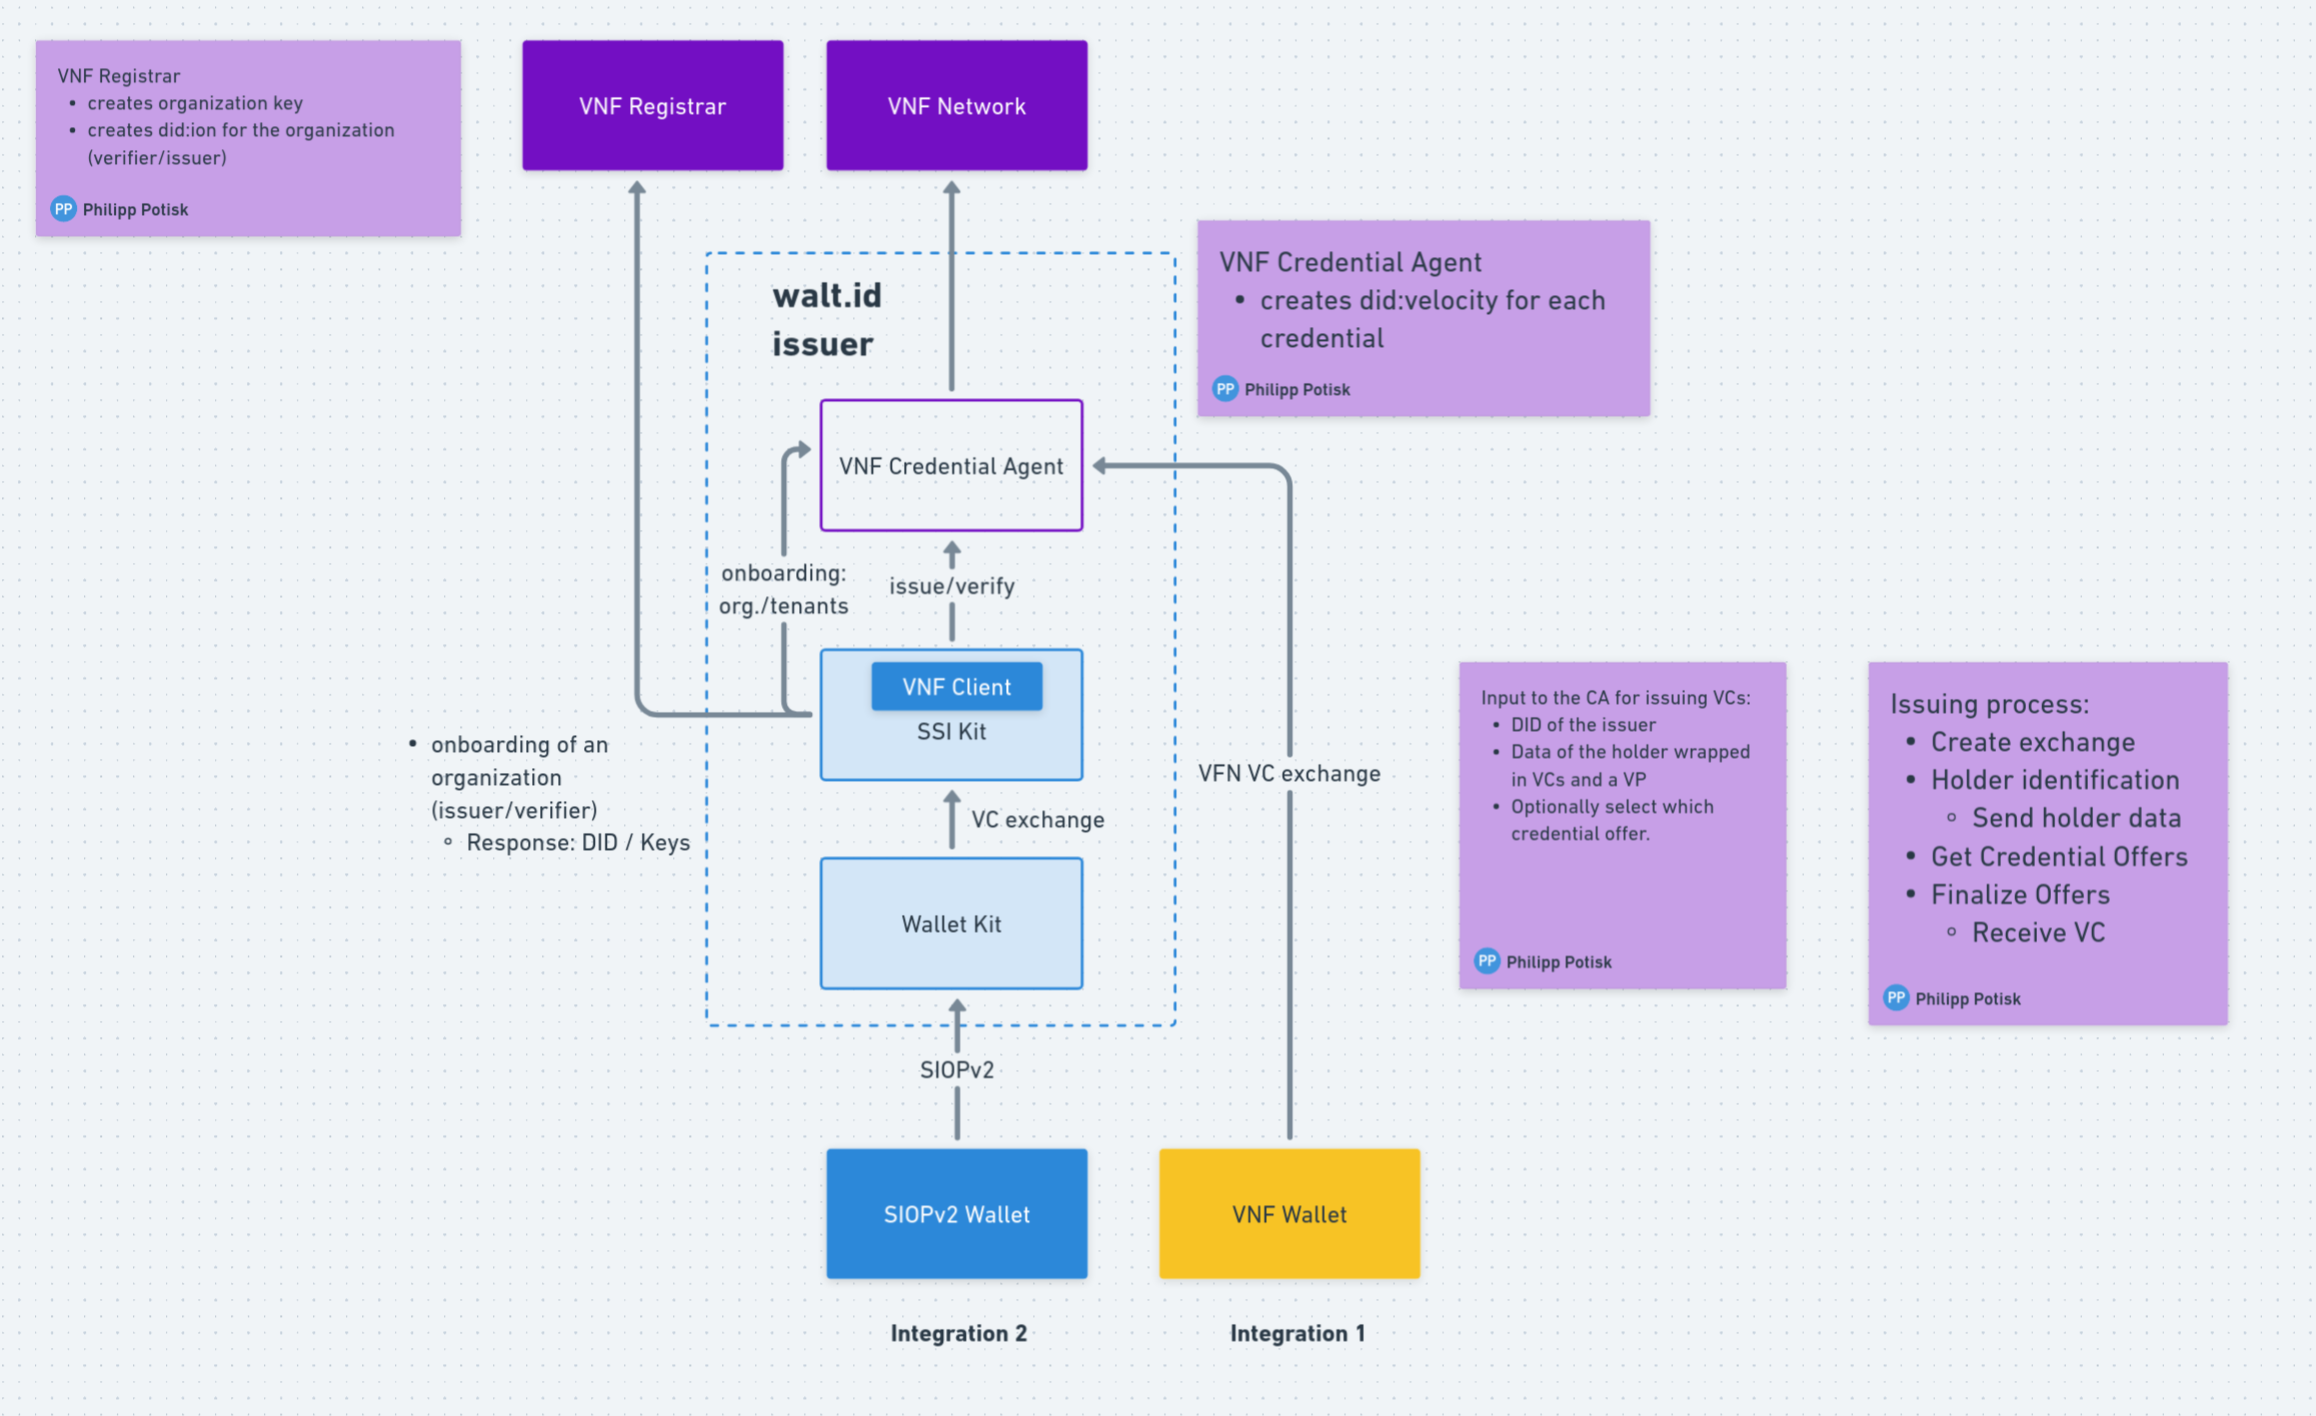 VNF Registrar
• creates organization key
• creates did:ion for the organization
(verifier/issuer)
PP Philipp Potisk
VNF Registrar
VNF Network
VNF Credential Agent
• creates did:velocity for each
credential
PP Philipp Potisk
walt.id
issuer
VNF Credential Agent
onboarding:
org./tenants
issue/verify
VNF Client
SSI Kit
• onboarding of an
organization
(issuer/verifier)
◦ Response: DID / Keys
VC exchange
Wallet Kit
VFN VC exchange
Input to the CA for issuing VCs:
• DID of the issuer
• Data of the holder wrapped
in VCs and a VP
• Optionally select which
credential offer.
PP Philipp Potisk
Issuing process:
• Create exchange
• Holder identification
◦ Send holder data
• Get Credential Offers
• Finalize Offers
◦ Receive VC
PP Philipp Potisk
SIOPv2
SIOPv2 Wallet
VNF Wallet
Integration 2
Integration 1